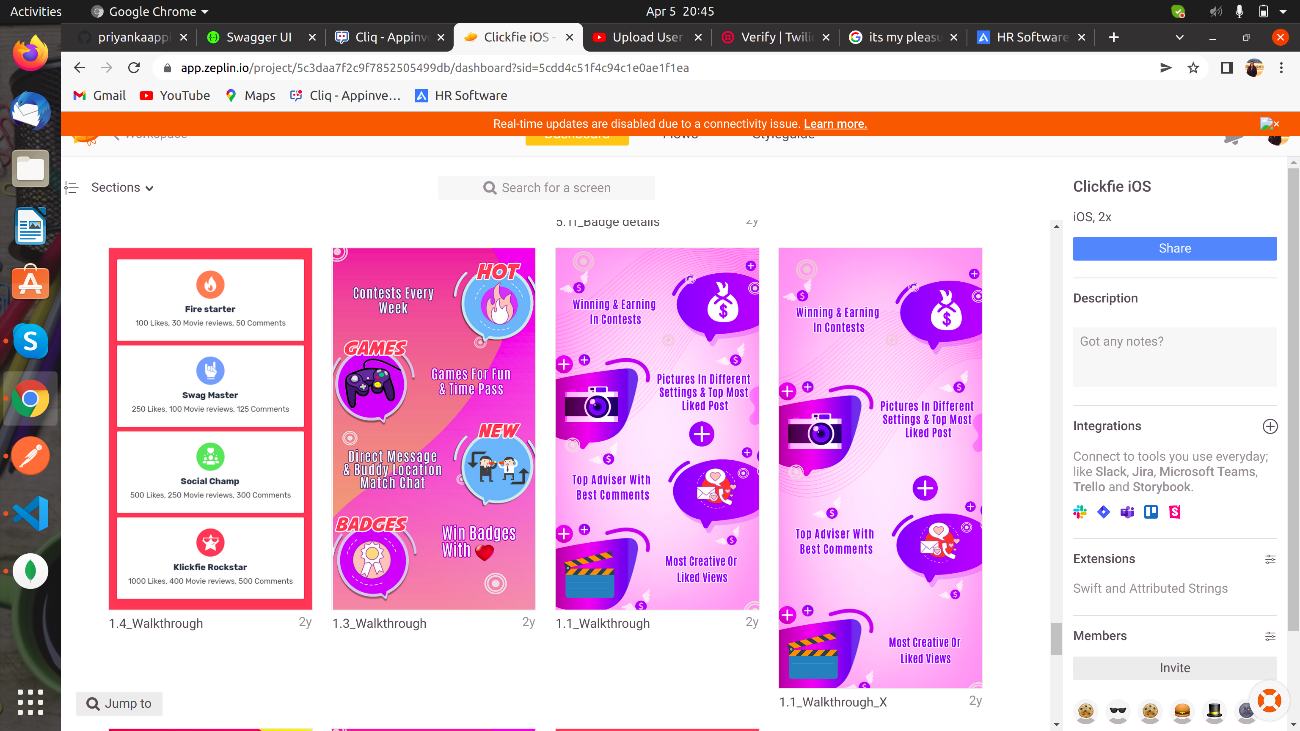 Activities
Google Chrome
Apr 5 20:45
priyankaappi
Swagger UI
Cliq - Appinve
Clickfie iOS -
Upload User
Verify | Twili
its my pleasu
HR Software
app.zeplin.io/project/5c3daa7f2c9f7852505499db/dashboard?sid=5cdd4c51f4c94c1e0ae1f1ea
Gmail
YouTube
Maps
Cliq - Appinve...
HR Software
Real-time updates are disabled due to a connectivity issue. Learn more.
Workspace
Dashboard
Flows
Styleguide
Sections
Search for a screen
5.11_Badge details
2y
Fire starter
100 Likes, 30 Movie reviews, 50 Comments
Swag Master
250 Likes, 100 Movie reviews, 125 Comments
Social Champ
500 Likes, 250 Movie reviews, 300 Comments
Klickfie Rockstar
1000 Likes, 400 Movie reviews, 500 Comments
1.4_Walkthrough
2y
Contests Every
Week
HOT
GAMES
Games For Fun
& Time Pass
NEW
Direct Message
& Buddy Location
Match Chat
BADGES
Win Badges
With
1.3_Walkthrough
2y
Winning & Earning
In Contests
Pictures In Different
Settings & Top Most
Liked Post
Top Adviser With
Best Comments
Most Creative Or
Liked Views
1.1_Walkthrough
2y
Winning & Earning
In Contests
Pictures In Different
Settings & Top Most
Liked Post
Top Adviser With
Best Comments
Most Creative Or
Liked Views
1.1_Walkthrough_X
2y
Jump to
Clickfie iOS
iOS, 2x
Share
Description
Got any notes?
Integrations
Connect to tools you use everyday;
like Slack, Jira, Microsoft Teams,
Trello and Storybook.
Extensions
Swift and Attributed Strings
Members
Invite